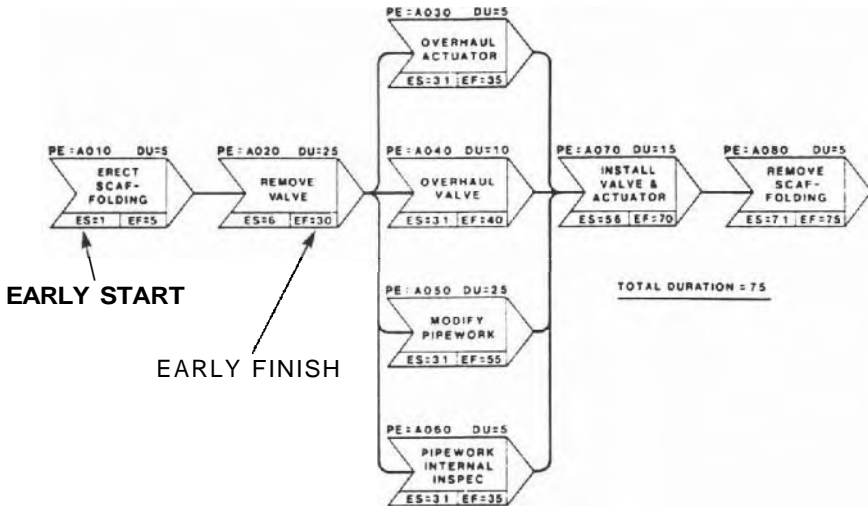 PE=A030 DU=5
OVERHAUL
ACTUATOR
ES=31 EF=35
PE=A010 DU=5
ERECT
SCAF-
FOLDING
ES=1 EF=5
PE=A020 DU=25
REMOVE
VALVE
ES=6 EF=30
PE=A040 DU=10
OVERHAUL
VALVE
ES=31 EF=40
PE=A070 DU=15
INSTALL
VALVE &
ACTUATOR
ES=56 EF=70
PE=A080 DU=5
REMOVE
SCAF-
FOLDING
ES=71 EF=75
EARLY START
EARLY FINISH
PE=A050 DU=25
MODIFY
PIPEWORK
ES=31 EF=55
TOTAL DURATION = 75
PE=A060 DU=5
PIPEWORK
INTERNAL
INSPEC
ES=31 EF=35